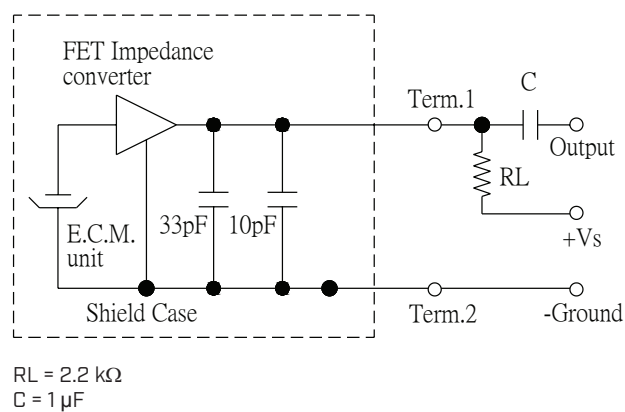 FET Impedance
converter
Term.1
C
Output
RL
+Vs
33pF
10pF
E.C.M.
unit
Shield Case
Term.2
-Ground
RL = 2.2 kΩ
C = 1 µF